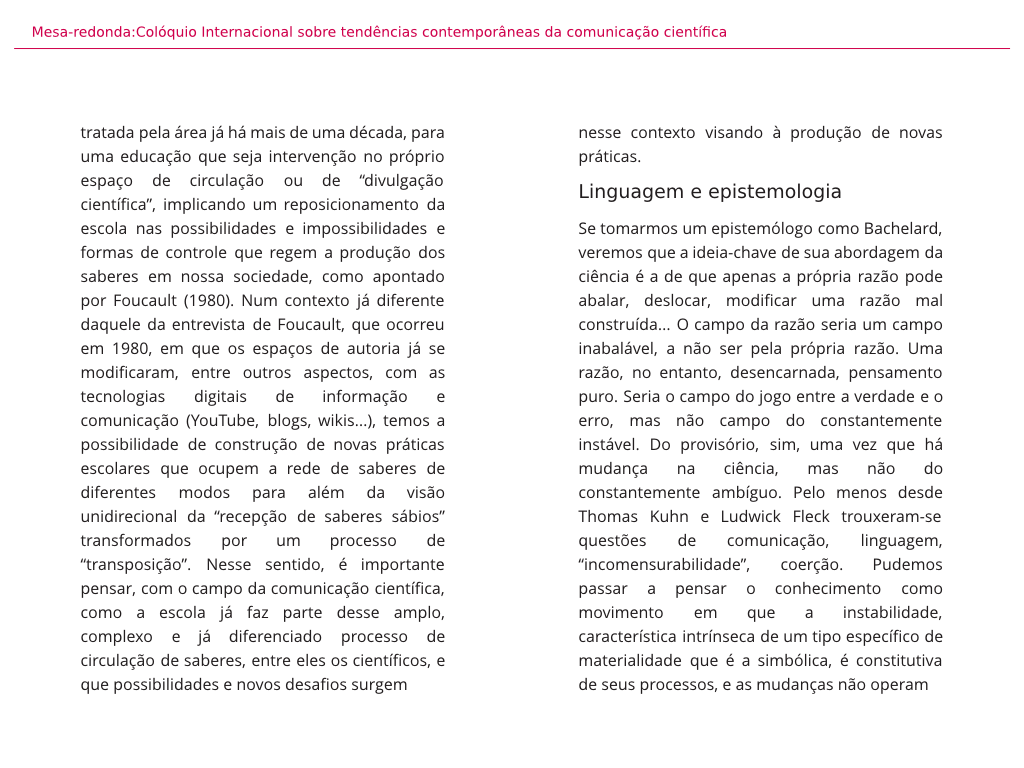 Mesa-redonda:Colóquio Internacional sobre tendências contemporâneas da comunicação científica
tratada pela área já há mais de uma década, para
uma educação que seja intervenção no próprio
espaço de circulação ou de “divulgação
científica”, implicando um reposicionamento da
escola nas possibilidades e impossibilidades e
formas de controle que regem a produção dos
saberes em nossa sociedade, como apontado
por Foucault (1980). Num contexto já diferente
daquele da entrevista de Foucault, que ocorreu
em 1980, em que os espaços de autoria já se
modificaram, entre outros aspectos, com as
tecnologias digitais de informação e
comunicação (YouTube, blogs, wikis...), temos a
possibilidade de construção de novas práticas
escolares que ocupem a rede de saberes de
diferentes modos para além da visão
unidirecional da “recepção de saberes sábios”
transformados por um processo de
“transposição”. Nesse sentido, é importante
pensar, com o campo da comunicação científica,
como a escola já faz parte desse amplo,
complexo e já diferenciado processo de
circulação de saberes, entre eles os científicos, e
que possibilidades e novos desafios surgem
nesse contexto visando à produção de novas
práticas.
Linguagem e epistemologia
Se tomarmos um epistemólogo como Bachelard,
veremos que a ideia-chave de sua abordagem da
ciência é a de que apenas a própria razão pode
abalar, deslocar, modificar uma razão mal
construída... O campo da razão seria um campo
inabalável, a não ser pela própria razão. Uma
razão, no entanto, desencarnada, pensamento
puro. Seria o campo do jogo entre a verdade e o
erro, mas não campo do constantemente
instável. Do provisório, sim, uma vez que há
mudança na ciência, mas não do
constantemente ambíguo. Pelo menos desde
Thomas Kuhn e Ludwick Fleck trouxeram-se
questões de comunicação, linguagem,
“incomensurabilidade”, coerção. Pudemos
passar a pensar o conhecimento como
movimento em que a instabilidade,
característica intrínseca de um tipo específico de
materialidade que é a simbólica, é constitutiva
de seus processos, e as mudanças não operam